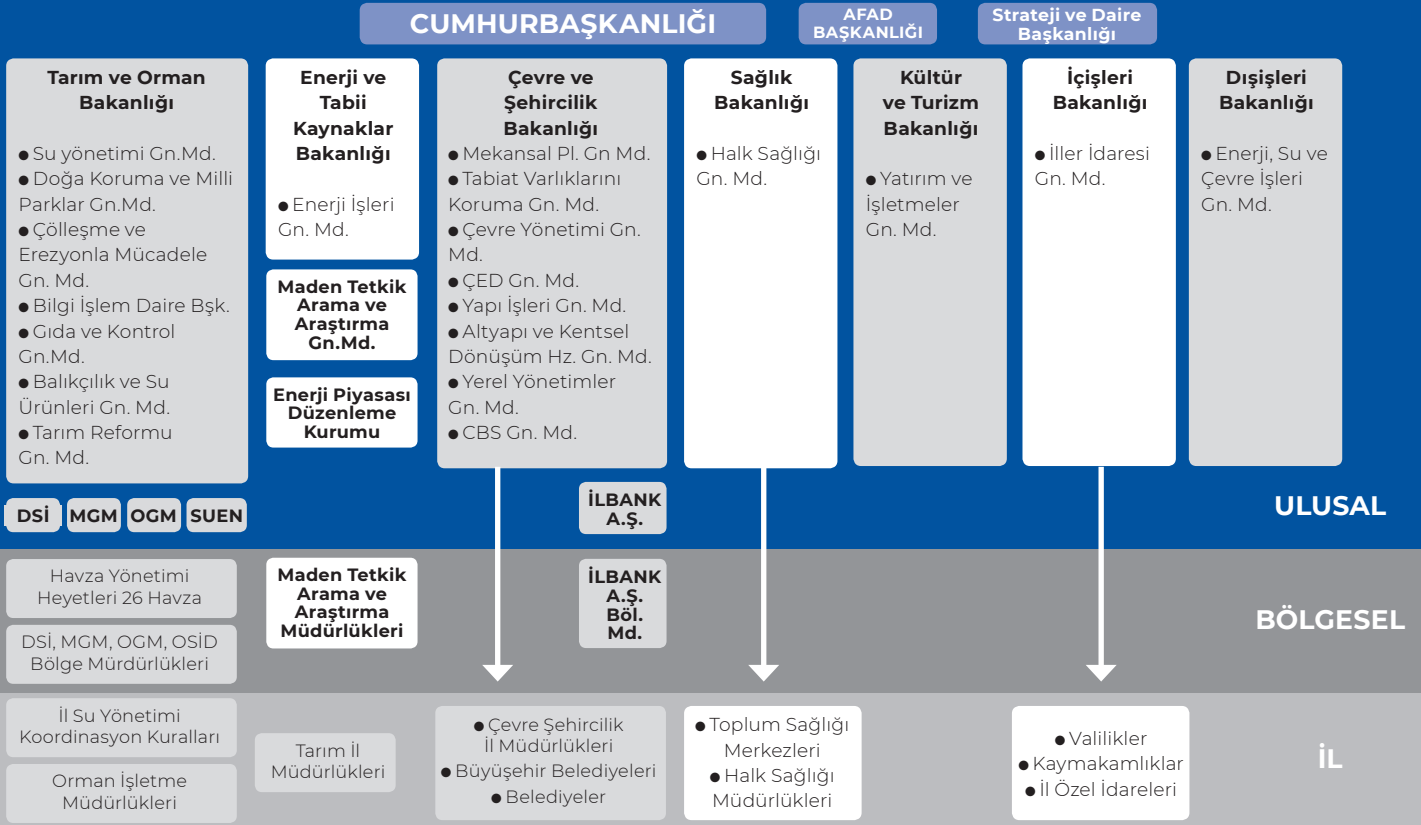 CUMHURBAŞKANLIĞI
AFAD
BAŞKANLIĞI
Strateji ve Daire
Başkanlığı
Tarım ve Orman
Bakanlığı
● Su yönetimi Gn.Md.
● Doğa Koruma ve Milli
Parklar Gn.Md.
● Çölleşme ve
Erezyonla Mücadele
Gn. Md.
● Bilgi İşlem Daire Bşk.
● Gıda ve Kontrol
Gn.Md.
● Balıkçılık ve Su
Ürünleri Gn. Md.
● Tarım Reformu
Gn. Md.
Enerji ve
Tabii
Kaynaklar
Bakanlığı
● Enerji İşleri
Gn. Md.
Maden Tetkik
Arama ve
Araştırma
Gn.Md.
Enerji Piyasası
Düzenleme
Kurumu
Çevre ve
Şehircilik
Bakanlığı
● Mekansal Pl. Gn Md.
● Tabiat Varlıklarını
Koruma Gn. Md.
● Çevre Yönetimi Gn.
Md.
● ÇED Gn. Md.
● Yapı İşleri Gn. Md.
● Altyapı ve Kentsel
Dönüşüm Hz. Gn. Md.
● Yerel Yönetimler
Gn. Md.
● CBS Gn. Md.
Sağlık
Bakanlığı
● Halk Sağlığı
Gn. Md.
Kültür
ve Turizm
Bakanlığı
● Yatırım ve
İşletmeler
Gn. Md.
İçişleri
Bakanlığı
● İller İdaresi
Gn. Md.
Dışişleri
Bakanlığı
● Enerji, Su ve
Çevre İşleri
Gn. Md.
DSİ
MGM
OGM
SUEN
İLBANK
A.Ş.
ULUSAL
Havza Yönetimi
Heyetleri 26 Havza
DSİ, MGM, OGM, OSİD
Bölge Mürdürlükleri
Maden Tetkik
Arama ve
Araştırma
Müdürlükleri
İLBANK
A.Ş.
Böl.
Md.
BÖLGESEL
İl Su Yönetimi
Koordinasyon Kuralları
Orman İşletme
Müdürlükleri
Tarım İl
Müdürlükleri
● Çevre Şehircilik
İl Müdürlükleri
● Büyüşehir Belediyeleri
● Belediyeler
● Toplum Sağlığı
Merkezleri
● Halk Sağlığı
Müdürlükleri
● Valilikler
● Kaymakamlıklar
● İl Özel İdareleri
İL